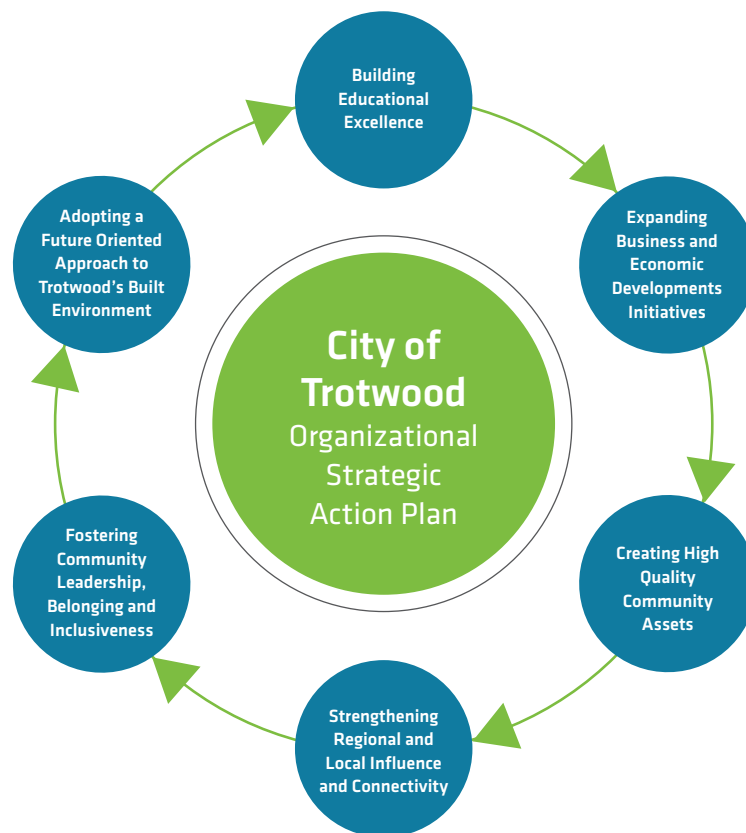 Building
Educational
Excellence
Expanding
Business and
Economic
Developments
Initiatives
Creating High
Quality
Community
Assets
Strengthening
Regional and
Local Influence
and Connectivity
Fostering
Community
Leadership,
Belonging and
Inclusiveness
Adopting a
Future Oriented
Approach to
Trotwood's Built
Environment
City of
Trotwood
Organizational
Strategic
Action Plan